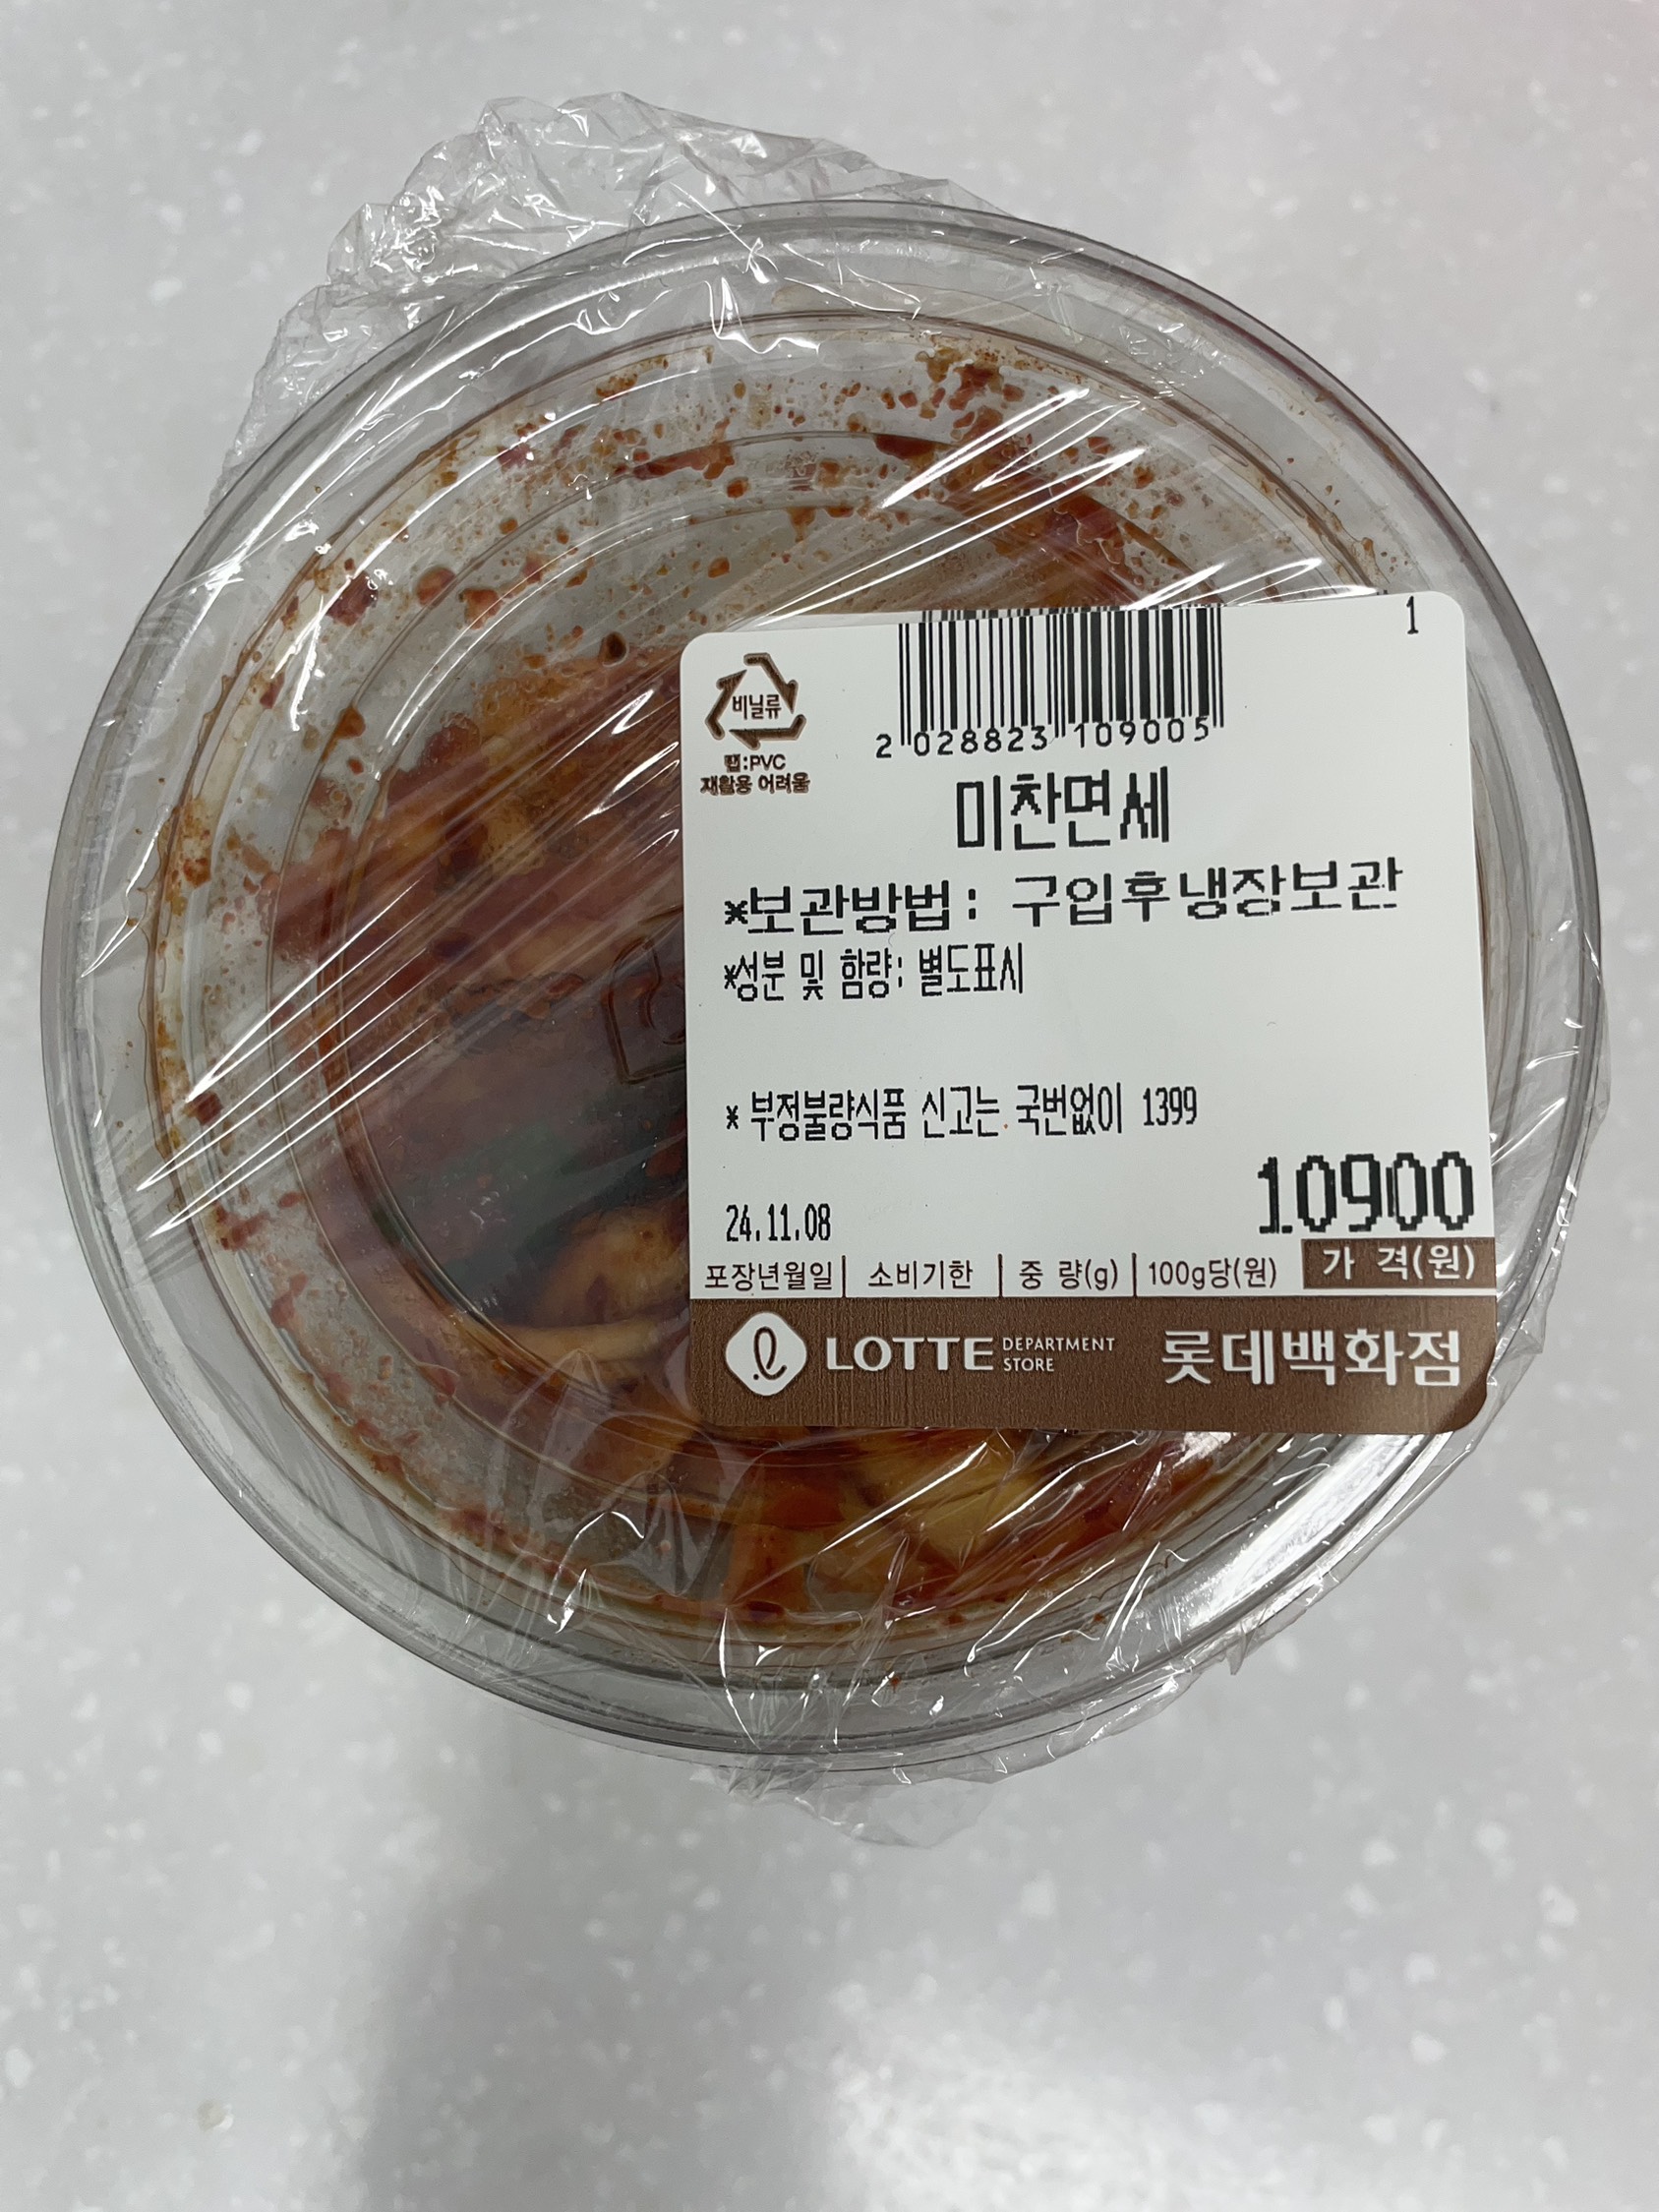 1
비닐류
랩:PVC
재활용 어려움
2 028823 109005
미찬면세
*보관방법: 구입후냉장보관
*성분 및 함량: 별도표시
* 부정불량식품 신고는 국번없이 1399
10900
24.11.08
포장년월일 소비기한 중 량(g) 100g당(원) 가 격(원)
LOTTE DEPARTMENT STORE 롯데백화점